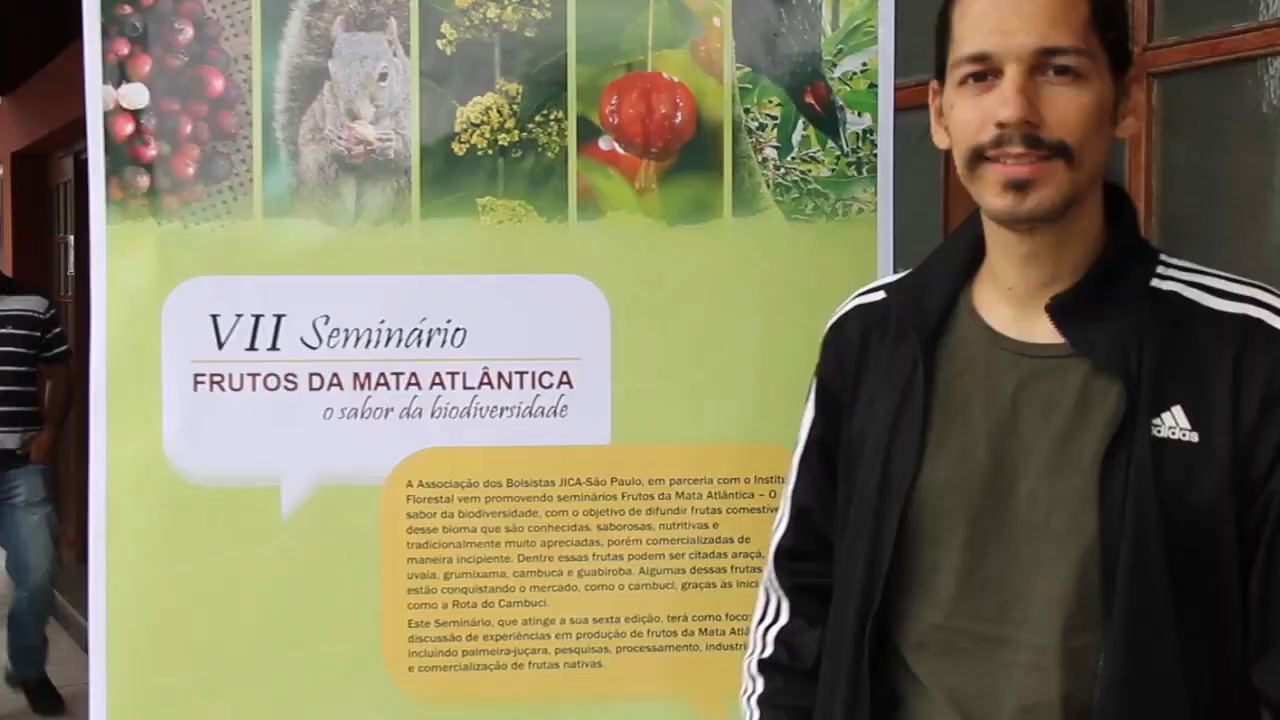 VII Seminário
FRUTOS DA MATA ATLÂNTICA
o sabor da biodiversidade
A Associação dos Bolsistas JICA-São Paulo, em parceria com o Institu
Florestal vem promovendo seminários Frutos da Mata Atlântica – O
sabor da biodiversidade, com o objetivo de difundir frutas comestíve
desse bioma que são conhecidas, saborosas, nutritivas e
tradicionalmente muito apreciadas, porém comercializadas de
maneira incipiente. Dentre essas frutas podem ser citadas araçá,
uvaia, grumixama, cambucá e guabiroba. Algumas dessas frutas
estão conquistando o mercado, como o cambuci, graças às inici
como a Rota do Cambuci.
Este Seminário, que atinge a sua sexta edição, terá como foco:
discussão de experiências em produção de frutos da Mata Atlâ
incluindo palmeira-juçara, pesquisas, processamento, industri
e comercialização de frutas nativas.
adidas